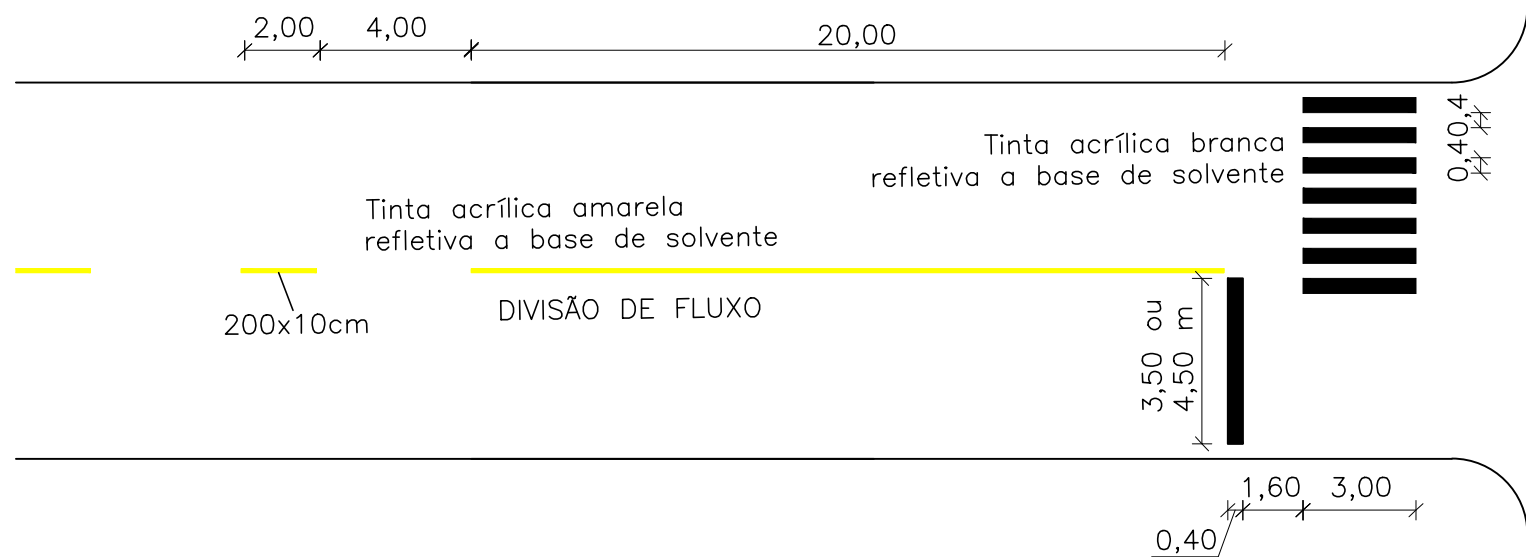 2,00
4,00
20,00
Tinta acrílica branca
refletiva a base de solvente
0,40,4
Tinta acrílica amarela
refletiva a base de solvente
200x10cm
DIVISÃO DE FLUXO
3,50 ou
4,50 m
1,60
3,00
0,40